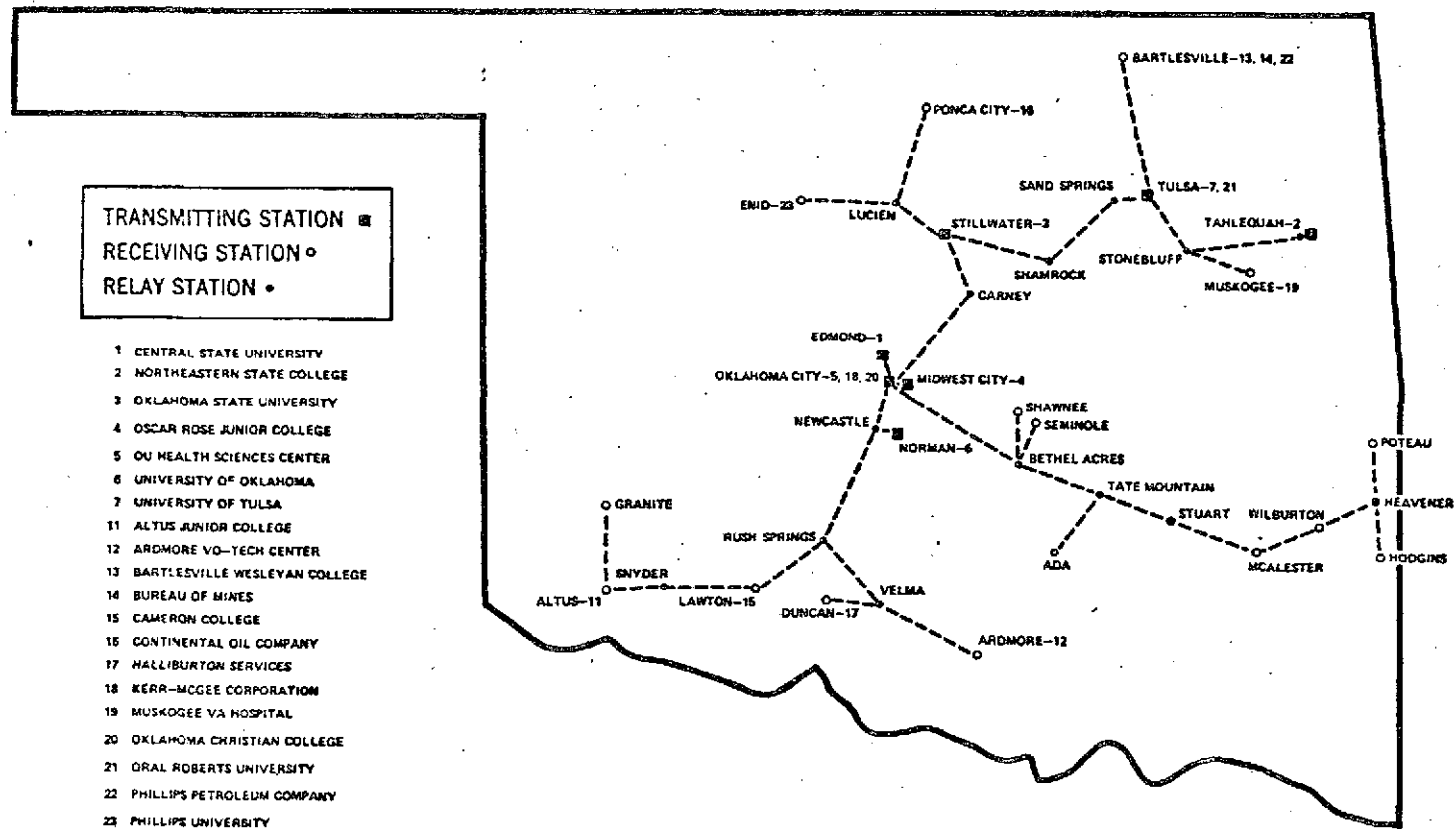 BARTLESVILLE-13, 14, 22
PONCA CITY-16
SAND SPRINGS
TULSA-7, 21
ENID-23
LUCIEN
STILLWATER-3
TAHLEQUAH-2
SHAMROCK
STONEBLUFF
MUSKOGEE-19
CARNEY
TRANSMITTING STATION
RECEIVING STATION
RELAY STATION
EDMOND-1
OKLAHOMA CITY-5, 18, 20
MIDWEST CITY-4
NEWCASTLE
NORMAN-6
SHAWNEE
SEMINOLE
BETHEL ACRES
POTEAU
TATE MOUNTAIN
HEAVENER
STUART
WILBURTON
GRANITE
RUSH SPRINGS
ADA
MCALESTER
HODGINS
SNYDER
ALTUS-11
LAWTON-15
DUNCAN-17
VELMA
ARDMORE-12
1 CENTRAL STATE UNIVERSITY
2 NORTHEASTERN STATE COLLEGE
3 OKLAHOMA STATE UNIVERSITY
4 OSCAR ROSE JUNIOR COLLEGE
5 OU HEALTH SCIENCES CENTER
6 UNIVERSITY OF OKLAHOMA
7 UNIVERSITY OF TULSA
11 ALTUS JUNIOR COLLEGE
12 ARDMORE VO-TECH CENTER
13 BARTLESVILLE WESLEYAN COLLEGE
14 BUREAU OF MINES
15 CAMERON COLLEGE
16 CONTINENTAL OIL COMPANY
17 HALLIBURTON SERVICES
18 KERR-MCGEE CORPORATION
19 MUSKOGEE VA HOSPITAL
20 OKLAHOMA CHRISTIAN COLLEGE
21 ORAL ROBERTS UNIVERSITY
22 PHILLIPS PETROLEUM COMPANY
23 PHILLIPS UNIVERSITY